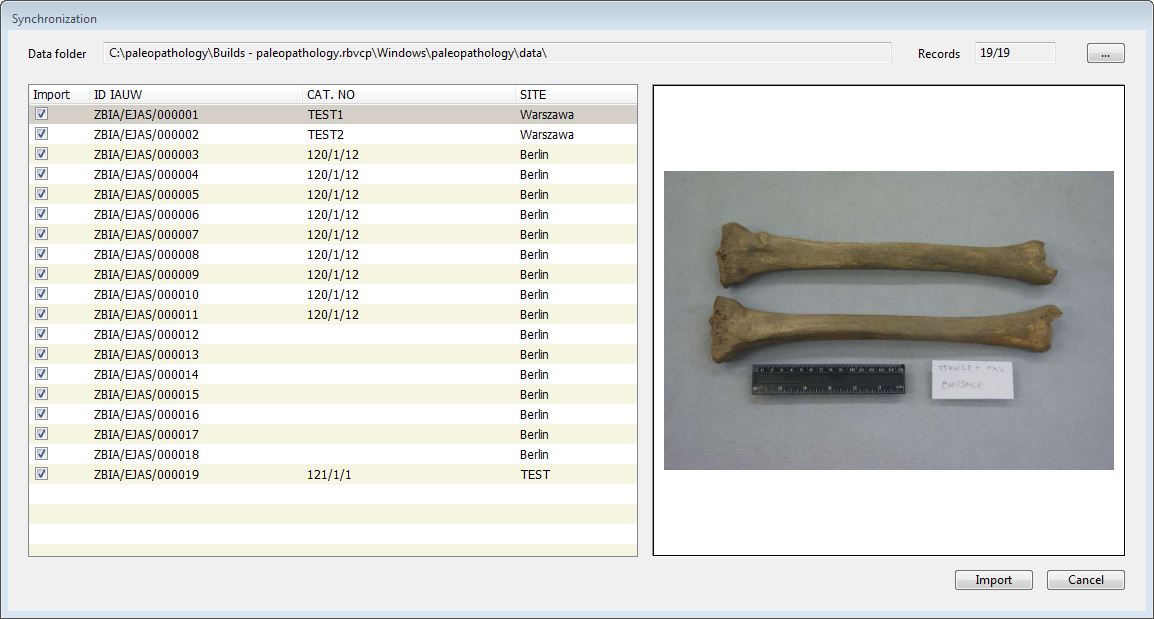 Synchronization
Data folder C:\paleopathology\Builds - paleopathology.rbvcp\Windows\paleopathology\data\ Records 19/19 ...
Import ID IAUW CAT. NO SITE
ZBIA/EJAS/000001 TEST1 Warszawa
ZBIA/EJAS/000002 TEST2 Warszawa
ZBIA/EJAS/000003 120/1/12 Berlin
ZBIA/EJAS/000004 120/1/12 Berlin
ZBIA/EJAS/000005 120/1/12 Berlin
ZBIA/EJAS/000006 120/1/12 Berlin
ZBIA/EJAS/000007 120/1/12 Berlin
ZBIA/EJAS/000008 120/1/12 Berlin
ZBIA/EJAS/000009 120/1/12 Berlin
ZBIA/EJAS/000010 120/1/12 Berlin
ZBIA/EJAS/000011 120/1/12 Berlin
ZBIA/EJAS/000012 Berlin
ZBIA/EJAS/000013 Berlin
ZBIA/EJAS/000014 Berlin
ZBIA/EJAS/000015 Berlin
ZBIA/EJAS/000016 Berlin
ZBIA/EJAS/000017 Berlin
ZBIA/EJAS/000018 Berlin
ZBIA/EJAS/000019 121/1/1 TEST
Import Cancel